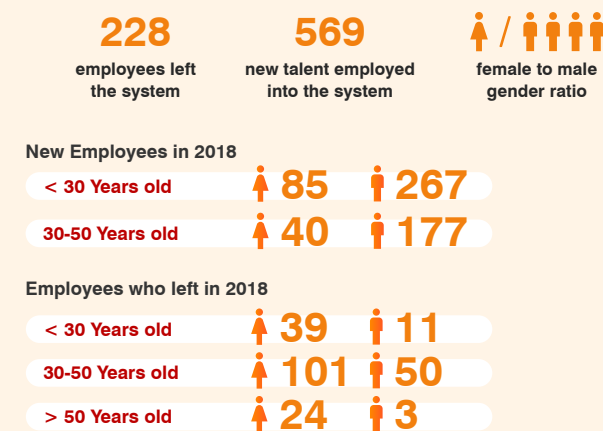 228
employees left
the system
569
new talent employed
into the system
/
female to male
gender ratio
New Employees in 2018
< 30 Years old 85 267
30-50 Years old 40 177
Employees who left in 2018
< 30 Years old 39 11
30-50 Years old 101 50
> 50 Years old 24 3